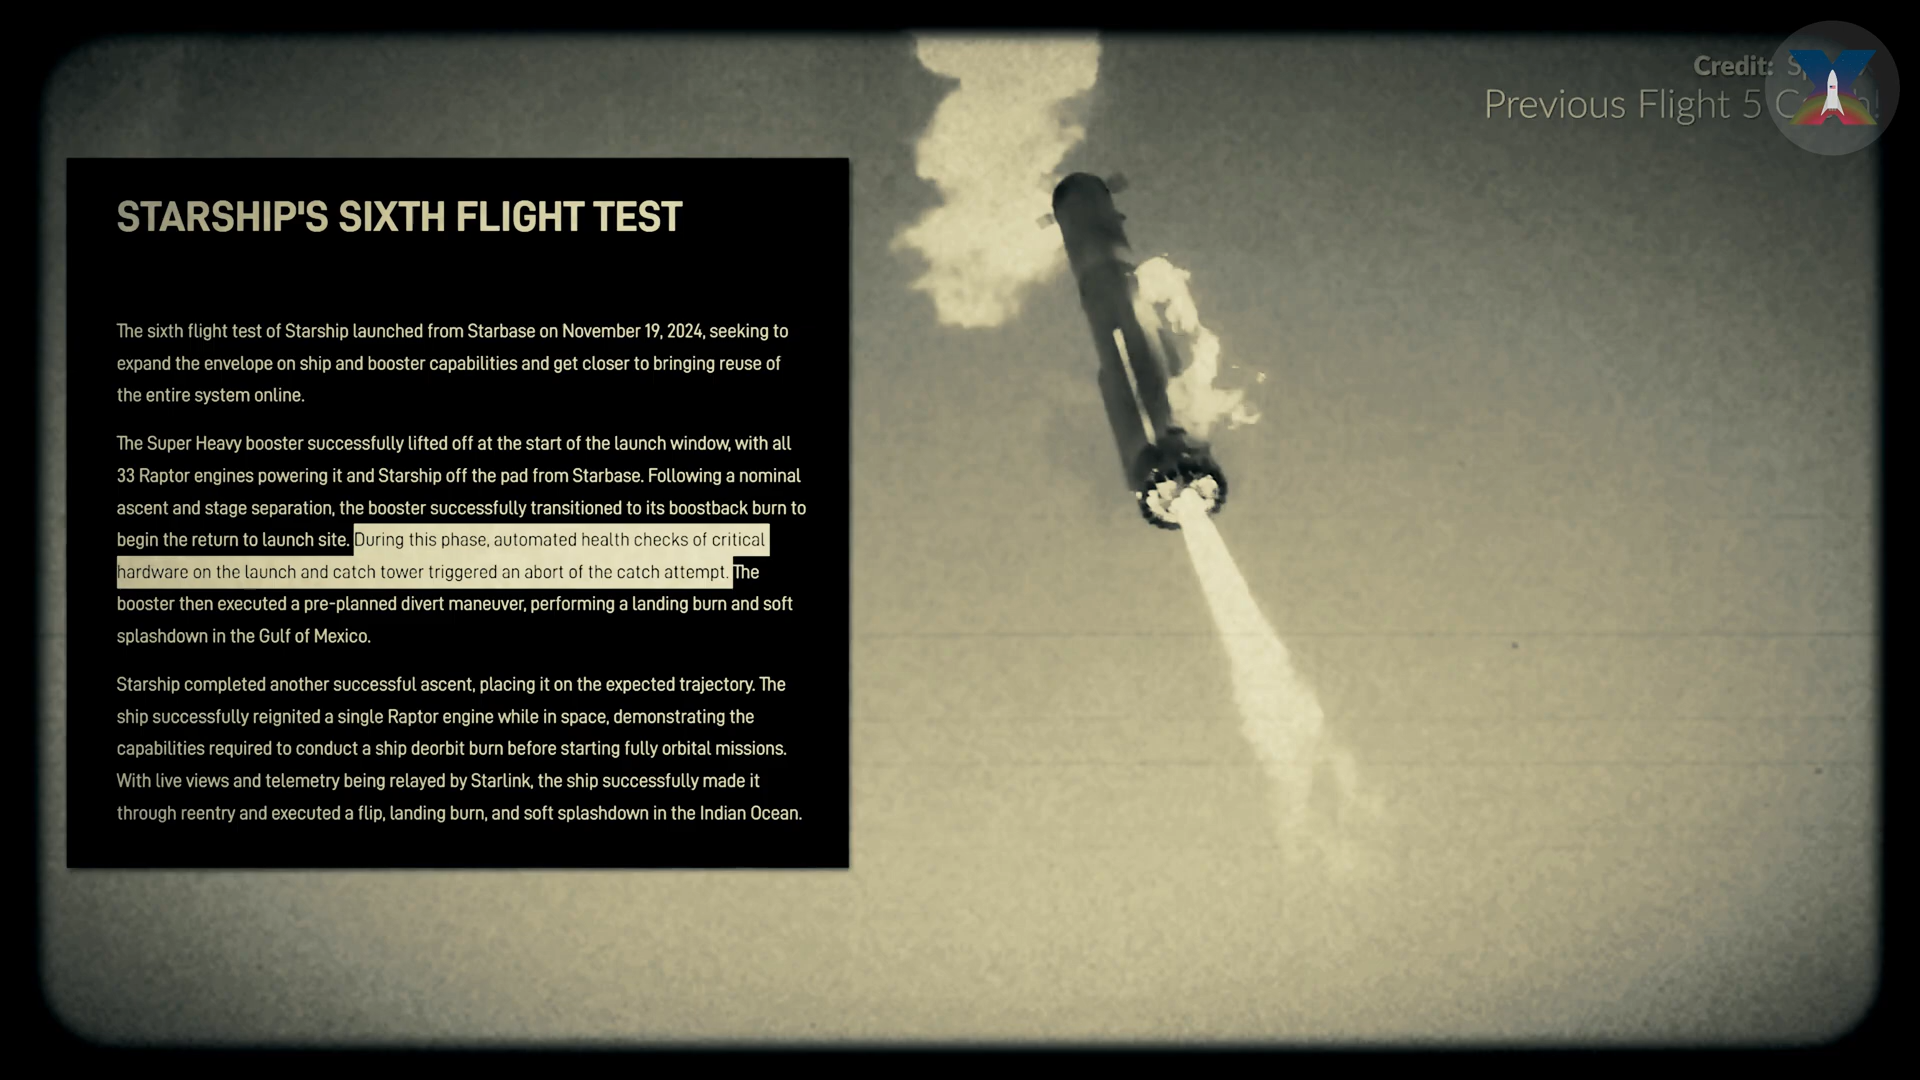 Credit:
Previous Flight 5
STARSHIP'S SIXTH FLIGHT TEST
The sixth flight test of Starship launched from Starbase on November 19, 2024, seeking to
expand the envelope on ship and booster capabilities and get closer to bringing reuse of
the entire system online.
The Super Heavy booster successfully lifted off at the start of the launch window, with all
33 Raptor engines powering it and Starship off the pad from Starbase. Following a nominal
ascent and stage separation, the booster successfully transitioned to its boostback burn to
begin the return to launch site. During this phase, automated health checks of critical
hardware on the launch and catch tower triggered an abort of the catch attempt. The
booster then executed a pre-planned divert maneuver, performing a landing burn and soft
splashdown in the Gulf of Mexico.
Starship completed another successful ascent, placing it on the expected trajectory. The
ship successfully reignited a single Raptor engine while in space, demonstrating the
capabilities required to conduct a ship deorbit burn before starting fully orbital missions.
With live views and telemetry being relayed by Starlink, the ship successfully made it
through reentry and executed a flip, landing burn, and soft splashdown in the Indian Ocean.